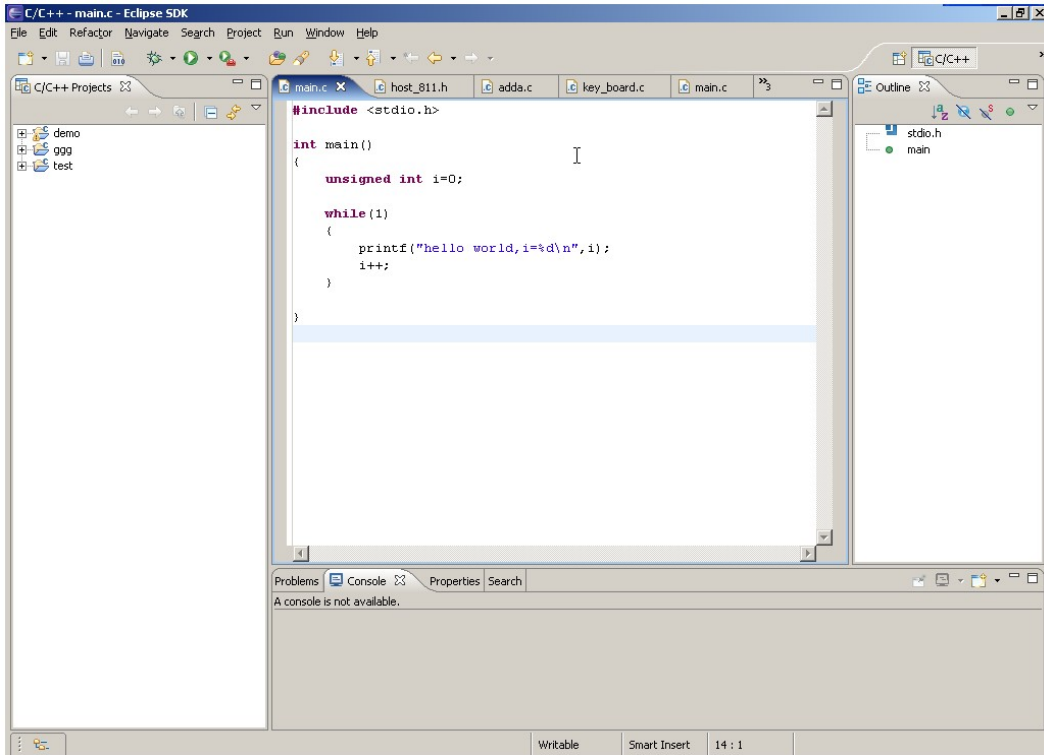 C/C++ - main.c - Eclipse SDK
File Edit Refactor Navigate Search Project Run Window Help
C/C++
C/C++ Projects
main.c
host_811.h
adda.c
key_board.c
main.c
»3
Outline
demo
ggg
test
#include <stdio.h>
int main()
{
unsigned int i=0;
while(1)
{
printf("hello world,i=%d\n",i);
i++;
}
}
stdio.h
main
Problems Console Properties Search
A console is not available.
Writable Smart Insert 14 : 1